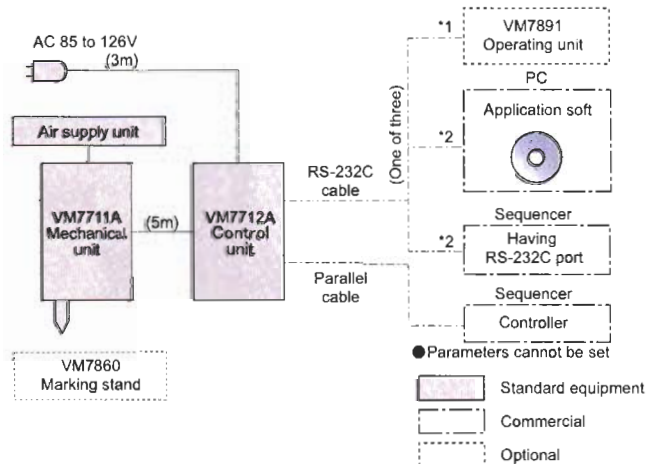 AC 85 to 126V
(3m)
Air supply unit
VM7711A
Mechanical
unit
(5m)
VM7712A
Control
unit
RS-232C
cable
Parallel
cable
(One of three)
*1
VM7891
Operating unit
PC
*2
Application soft
Sequencer
*2
Having
RS-232C port
Sequencer
Controller
●Parameters cannot be set
VM7860
Marking stand
Standard equipment
Commercial
Optional